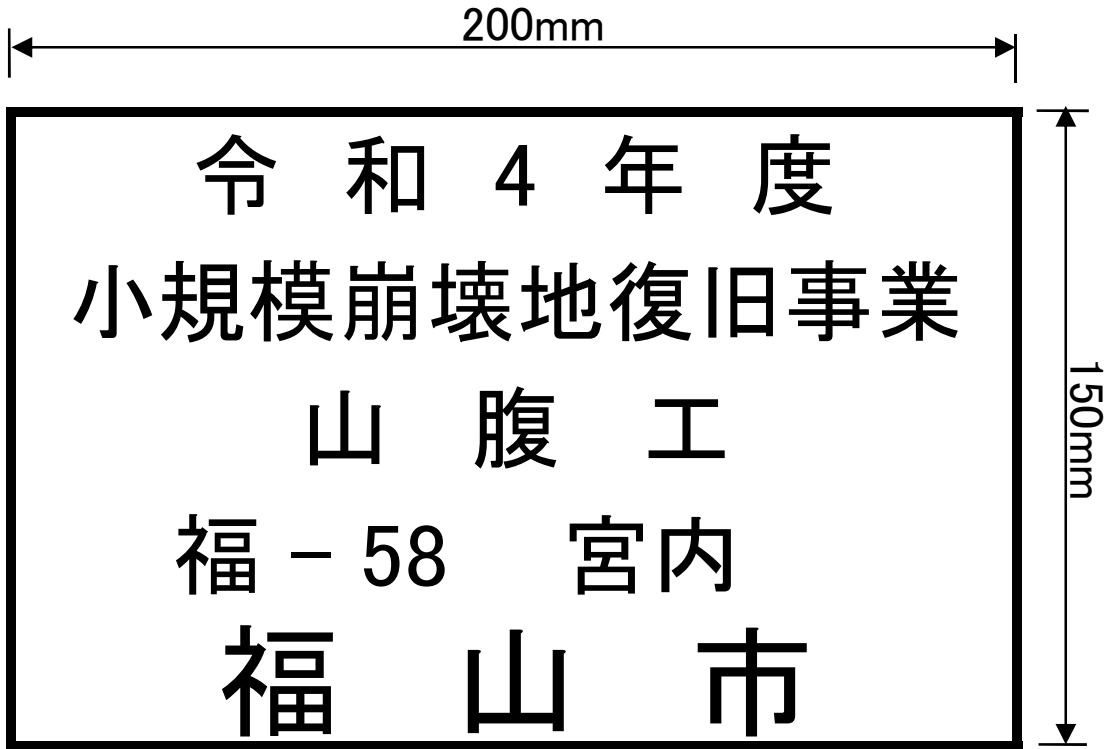 200mm
令 和 4 年 度
小規模崩壊地復旧事業
山 腹 工
福 － 58 宮内
福 山 市
150mm